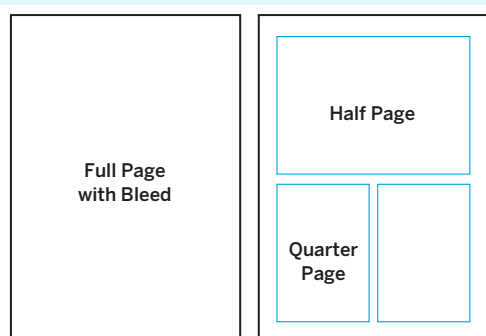 Full Page
with Bleed
Half Page
Quarter
Page